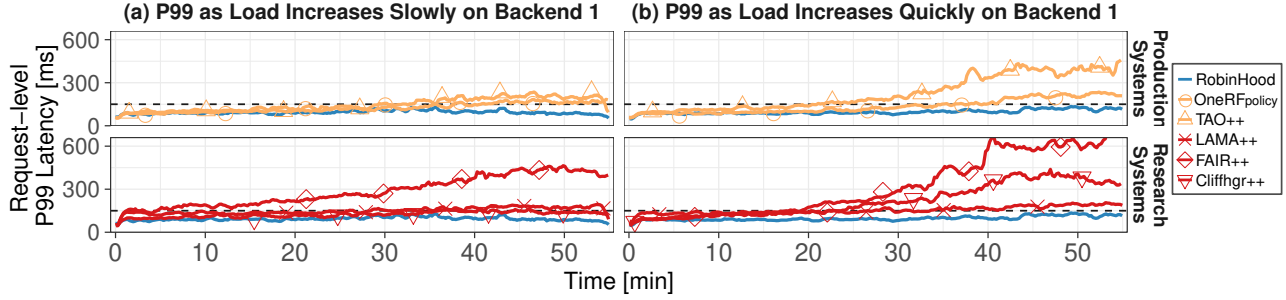 (a) P99 as Load Increases Slowly on Backend 1
(b) P99 as Load Increases Quickly on Backend 1
Request−level
P99 Latency [ms]
600
300
0
600
300
0
Production
Systems
Research
Systems
0 10 20 30 40 50
0 10 20 30 40 50
Time [min]
RobinHood
OneRFpolicy
TAO++
LAMA++
FAIR++
Cliffhgr++